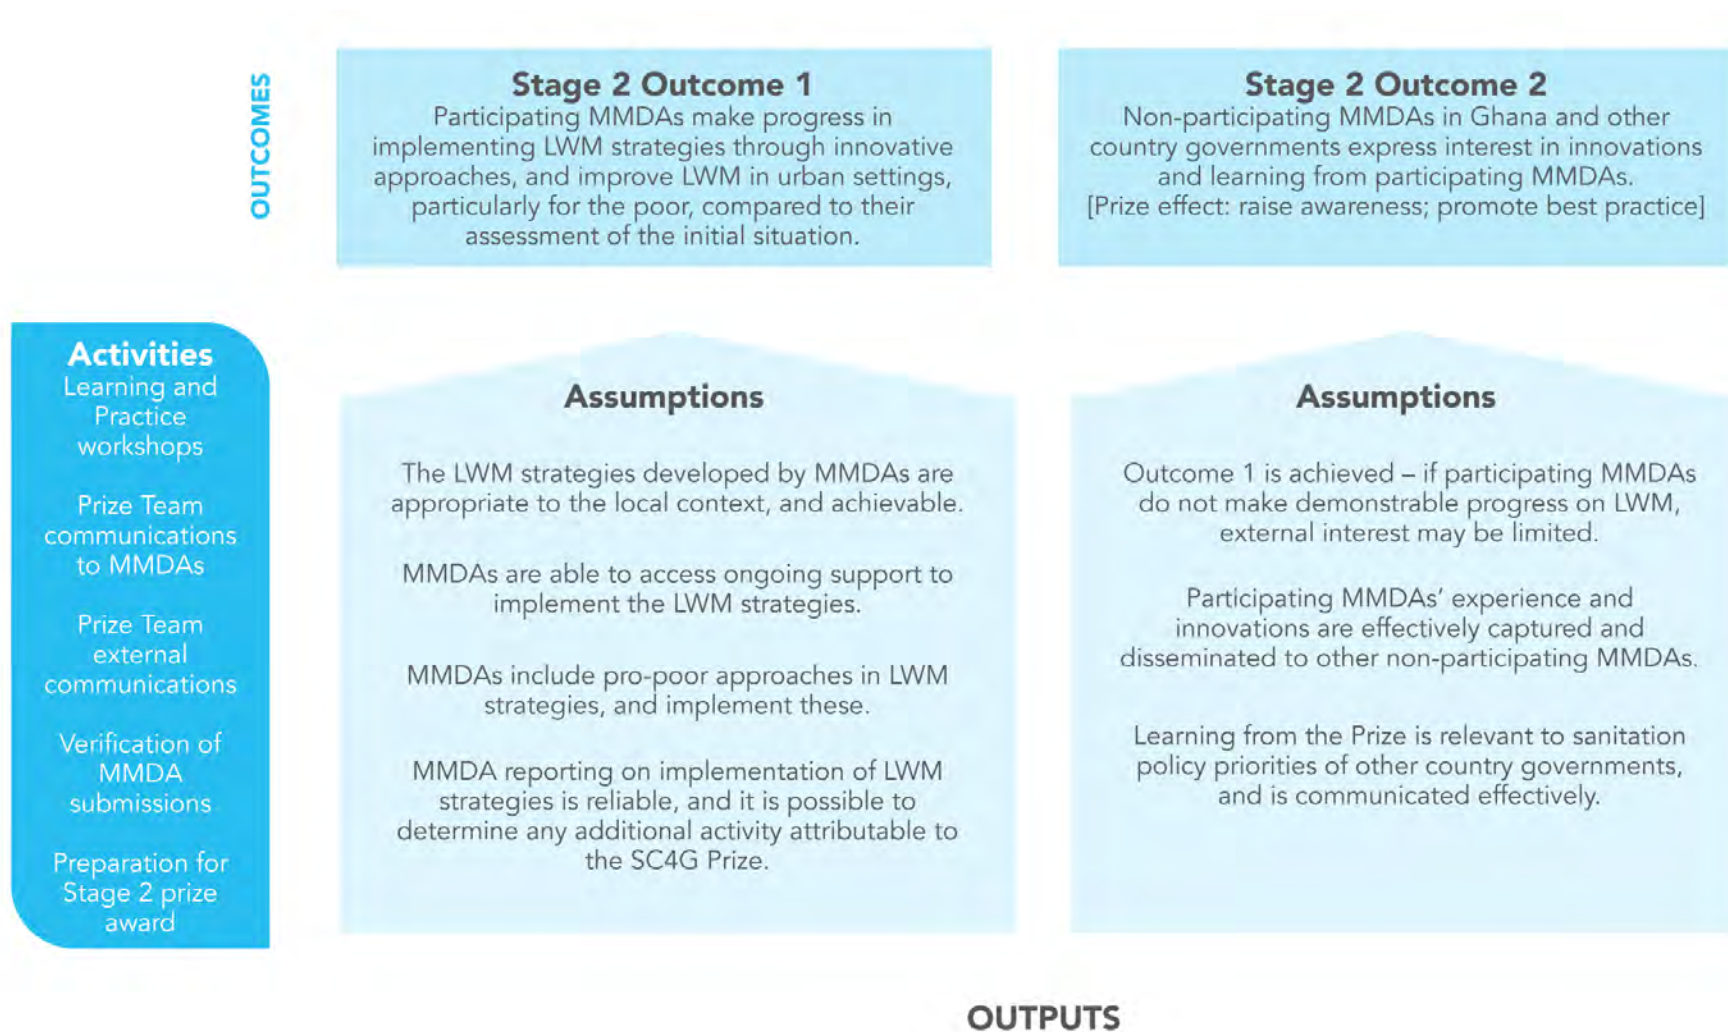 OUTCOMES
Stage 2 Outcome 1
Participating MMDAs make progress in
implementing LWM strategies through innovative
approaches, and improve LWM in urban settings,
particularly for the poor, compared to their
assessment of the initial situation.
Stage 2 Outcome 2
Non-participating MMDAs in Ghana and other
country governments express interest in innovations
and learning from participating MMDAs.
[Prize effect: raise awareness; promote best practice]
Activities
Learning and
Practice
workshops
Prize Team
communications
to MMDAs
Prize Team
external
communications
Verification of
MMDA
submissions
Preparation for
Stage 2 prize
award
Assumptions
The LWM strategies developed by MMDAs are
appropriate to the local context, and achievable.
MMDAs are able to access ongoing support to
implement the LWM strategies.
MMDAs include pro-poor approaches in LWM
strategies, and implement these.
MMDA reporting on implementation of LWM
strategies is reliable, and it is possible to
determine any additional activity attributable to
the SC4G Prize.
Assumptions
Outcome 1 is achieved – if participating MMDAs
do not make demonstrable progress on LWM,
external interest may be limited.
Participating MMDAs’ experience and
innovations are effectively captured and
disseminated to other non-participating MMDAs.
Learning from the Prize is relevant to sanitation
policy priorities of other country governments,
and is communicated effectively.
OUTPUTS